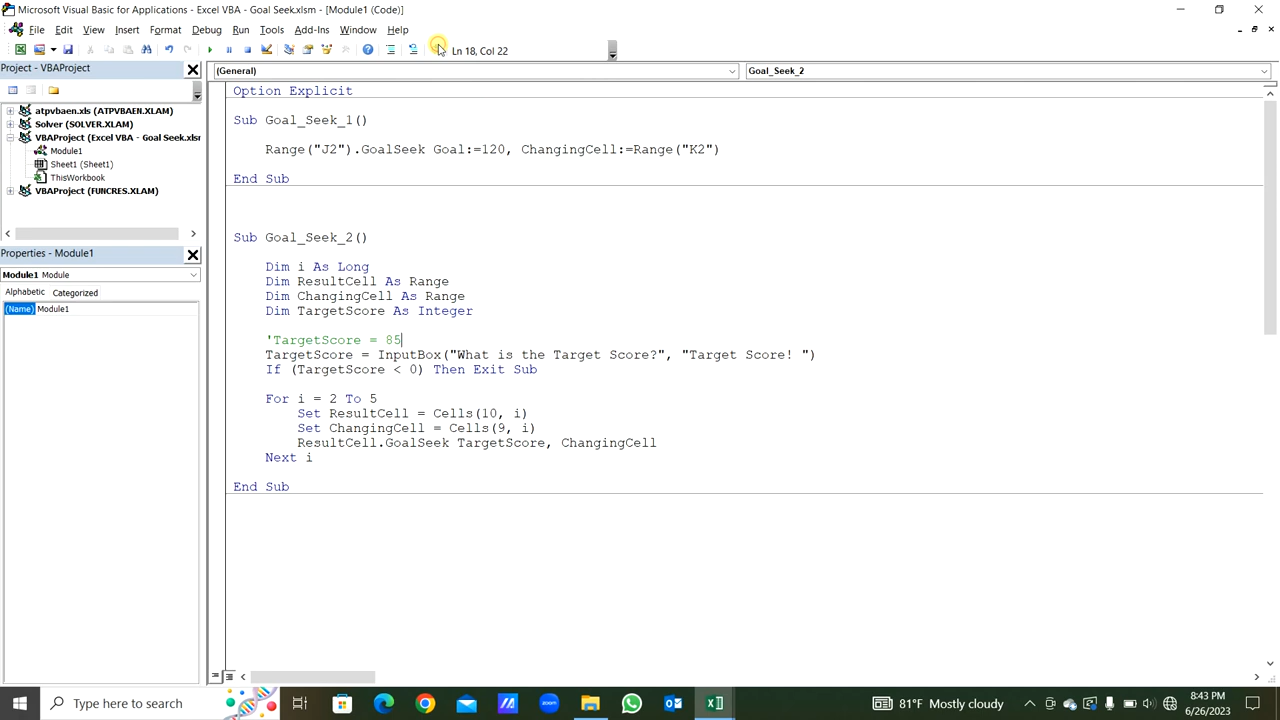 Microsoft Visual Basic for Applications - Excel VBA - Goal Seek.xlsm - [Module1 (Code)]
File Edit View Insert Format Debug Run Tools Add-Ins Window Help
Ln 18, Col 22
Project - VBAProject
(General)
Goal_Seek_2
atpvbaen.xls (ATPVBAEN.XLAM)
Solver (SOLVER.XLAM)
VBAProject (Excel VBA - Goal Seek.xlsm
Module1
Sheet1 (Sheet1)
ThisWorkbook
VBAProject (FUNCRES.XLAM)
Properties - Module1
Module1 Module
Alphabetic Categorized
(Name) Module1
Option Explicit
Sub Goal_Seek_1()
Range("J2").GoalSeek Goal:=120, ChangingCell:=Range("K2")
End Sub
Sub Goal_Seek_2()
Dim i As Long
Dim ResultCell As Range
Dim ChangingCell As Range
Dim TargetScore As Integer
'TargetScore = 85
TargetScore = InputBox("What is the Target Score?", "Target Score! ")
If (TargetScore < 0) Then Exit Sub
For i = 2 To 5
Set ResultCell = Cells(10, i)
Set ChangingCell = Cells(9, i)
ResultCell.GoalSeek TargetScore, ChangingCell
Next i
End Sub
Type here to search
zoom
81°F Mostly cloudy
8:43 PM
6/26/2023